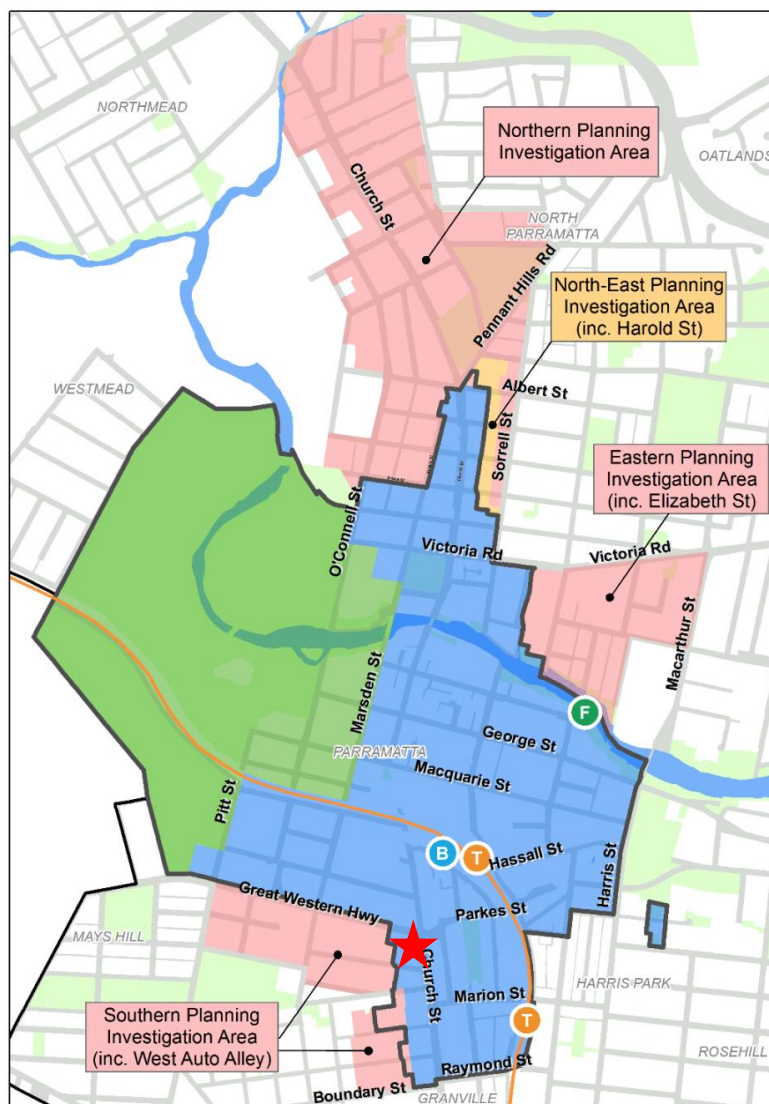 NORTHMEAD
Northern Planning
Investigation Area
OATLANDS
Church St
NORTH
PARRAMATTA
Pennant Hills Rd
North-East Planning
Investigation Area
(inc. Harold St)
WESTMEAD
Albert St
Sorrell St
Eastern Planning
Investigation Area
(inc. Elizabeth St)
O'Connell St
Victoria Rd
Victoria Rd
Macarthur St
Marsden St
F
George St
PARRAMATTA
Macquarie St
Pitt St
B
T
Hassall St
Harris St
Great Western Hwy
Parkes St
MAYS HILL
Church St
HARRIS PARK
Marion St
T
Southern Planning
Investigation Area
(inc. West Auto Alley)
ROSEHILL
Raymond St
Boundary St
GRANVILLE